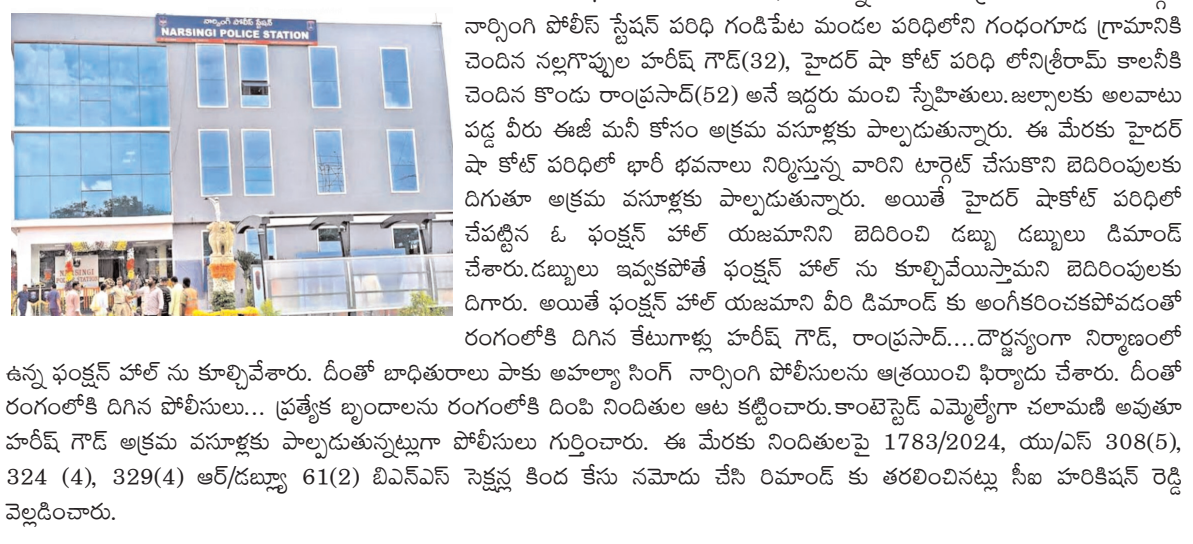 నార్సింగి పోలీస్ స్టేషన్
NARSINGI POLICE STATION
NARSINGI
POLICE STATION
నార్సింగి పోలీస్ స్టేషన్ పరిధి గండిపేట మండల పరిధిలోని గంధంగూడ గ్రామానికి
చెందిన నల్లగొప్పుల హరీష్ గౌడ్(32), హైదర్ షా కోట్ పరిధి లోనిశ్రీరామ్ కాలనీకి
చెందిన కొండు రాంప్రసాద్(52) అనే ఇద్దరు మంచి స్నేహితులు.జల్సాలకు అలవాటు
పడ్డ వీరు ఈజీ మనీ కోసం అక్రమ వసూళ్లకు పాల్పడుతున్నారు. ఈ మేరకు హైదర్
షా కోట్ పరిధిలో భారీ భవనాలు నిర్మిస్తున్న వారిని టార్గెట్ చేసుకొని బెదిరింపులకు
దిగుతూ అక్రమ వసూళ్లకు పాల్పడుతున్నారు. అయితే హైదర్ షాకోట్ పరిధిలో
చేపట్టిన ఓ ఫంక్షన్ హాల్ యజమానిని బెదిరించి డబ్బు డబ్బులు డిమాండ్
చేశారు.డబ్బులు ఇవ్వకపోతే ఫంక్షన్ హాల్ ను కూల్చివేయిస్తామని బెదిరింపులకు
దిగారు. అయితే ఫంక్షన్ హాల్ యజమాని వీరి డిమాండ్ కు అంగీకరించకపోవడంతో
రంగంలోకి దిగిన కేటుగాళ్లు హరీష్ గౌడ్, రాంప్రసాద్....దౌర్జన్యంగా నిర్మాణంలో
ఉన్న ఫంక్షన్ హాల్ ను కూల్చివేశారు. దీంతో బాధితురాలు పాకు అహల్యా సింగ్ నార్సింగి పోలీసులను ఆశ్రయించి ఫిర్యాదు చేశారు. దీంతో
రంగంలోకి దిగిన పోలీసులు... ప్రత్యేక బృందాలను రంగంలోకి దింపి నిందితుల ఆట కట్టించారు.కాంటెస్టెడ్ ఎమ్మెల్యేగా చలామణి అవుతూ
హరీష్ గౌడ్ అక్రమ వసూళ్లకు పాల్పడుతున్నట్లుగా పోలీసులు గుర్తించారు. ఈ మేరకు నిందితులపై 1783/2024, యు/ఎస్ 308(5),
324 (4), 329(4) ఆర్/డబ్ల్యూ 61(2) బిఎన్ఎస్ సెక్షన్ల కింద కేసు నమోదు చేసి రిమాండ్ కు తరలించినట్లు సీఐ హరికిషన్ రెడ్డి
వెల్లడించారు.